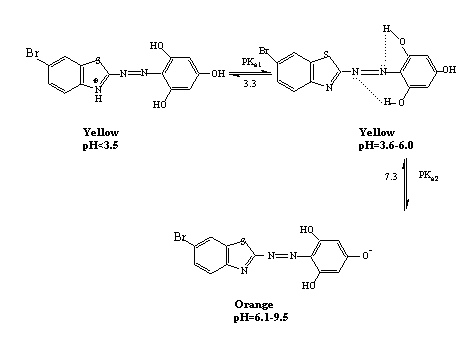 Br
S
N
H
N=N
HO
OH
HO
PKa1
3.3
Br
S
N
N=N
H
O
OH
H
O
Yellow
pH<3.5
Yellow
pH=3.6-6.0
7.3
PKa2
Br
S
N
N=N
HO
O-
HO
Orange
pH=6.1-9.5